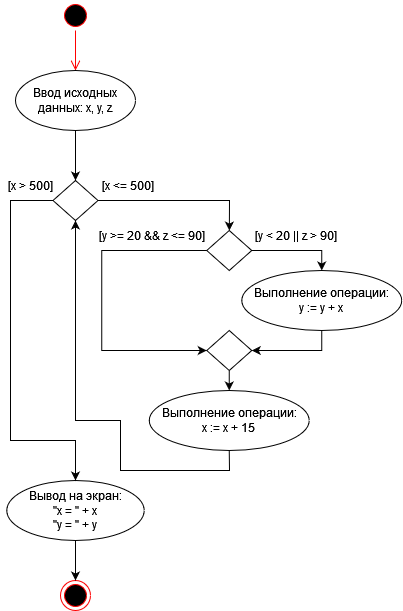 Ввод исходных
данных: x, y, z
[x > 500]
[x <= 500]
[y >= 20 && z <= 90]
[y < 20 || z > 90]
Выполнение операции:
y := y + x
Выполнение операции:
x := x + 15
Вывод на экран:
"x = " + x
"y = " + y